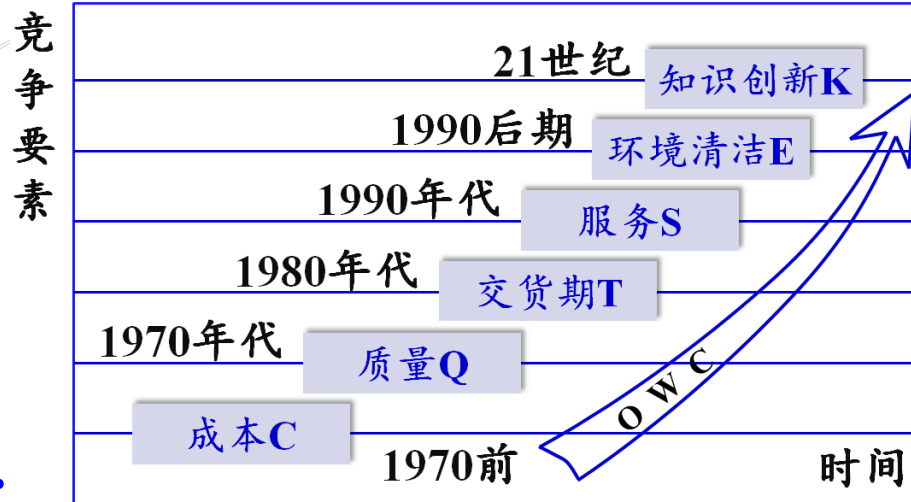 竞争要素
21世纪
知识创新K
1990后期
环境清洁E
1990年代
服务S
1980年代
交货期T
1970年代
质量Q
成本C
1970前
OWC
时间